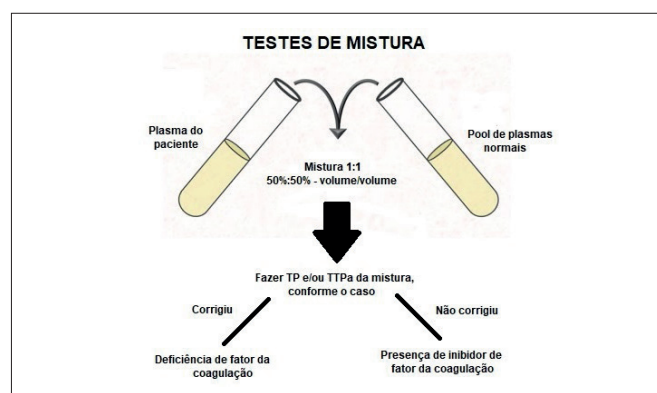 TESTES DE MISTURA
Plasma do
paciente
Pool de plasmas
normais
Mistura 1:1
50%:50% - volume/volume
Fazer TP e/ou TTPa da mistura,
conforme o caso
Corrigiu
Não corrigiu
Deficiência de fator da
coagulação
Presença de inibidor de
fator da coagulação